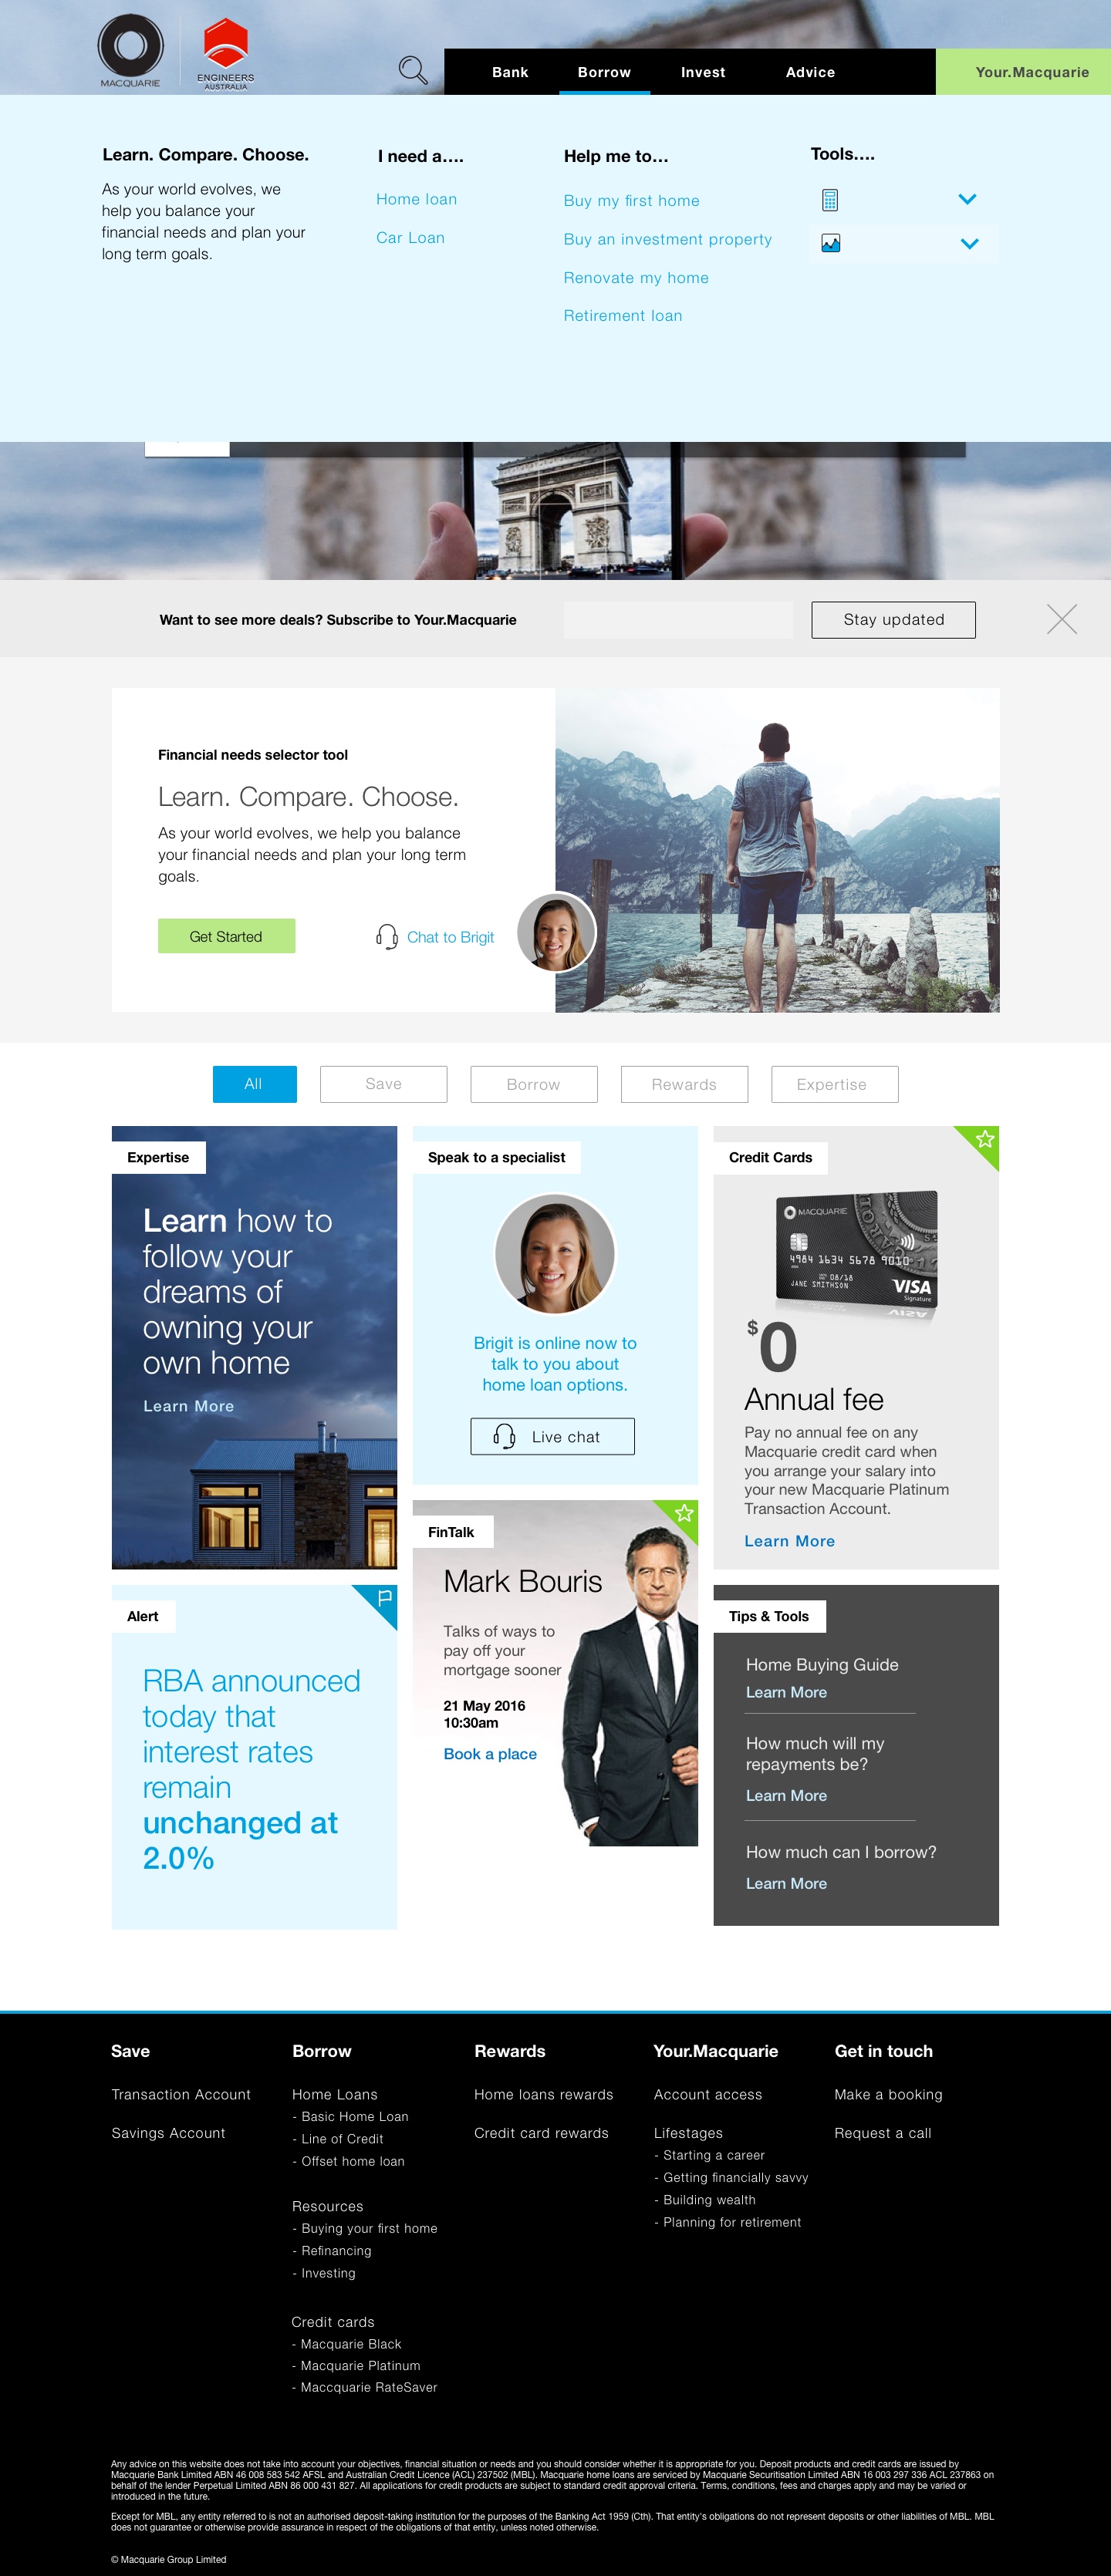 MACQUARIE
ENGINEERS
AUSTRALIA
Bank
Borrow
Invest
Advice
Your.Macquarie
Learn. Compare. Choose.
As your world evolves, we
help you balance your
financial needs and plan your
long term goals.
I need a....
Home loan
Car Loan
Help me to...
Buy my first home
Buy an investment property
Renovate my home
Retirement loan
Tools....
Want to see more deals? Subscribe to Your.Macquarie
Stay updated
Financial needs selector tool
Learn. Compare. Choose.
As your world evolves, we help you balance
your financial needs and plan your long term
goals.
Get Started
Chat to Brigit
All
Save
Borrow
Rewards
Expertise
Expertise
Learn how to
follow your
dreams of
owning your
own home
Learn More
Speak to a specialist
Brigit is online now to
talk to you about
home loan options.
Live chat
Credit Cards
MACQUARIE
4984 1634 5678 9010
08/18
JANE SMITHSON
VISA
Signature
$0
Annual fee
Pay no annual fee on any
Macquarie credit card when
you arrange your salary into
your new Macquarie Platinum
Transaction Account.
Learn More
FinTalk
Mark Bouris
Talks of ways to
pay off your
mortgage sooner
21 May 2016
10:30am
Book a place
Alert
RBA announced
today that
interest rates
remain
unchanged at
2.0%
Tips & Tools
Home Buying Guide
Learn More
How much will my
repayments be?
Learn More
How much can I borrow?
Learn More
Save
Transaction Account
Savings Account
Borrow
Home Loans
- Basic Home Loan
- Line of Credit
- Offset home loan
Resources
- Buying your first home
- Refinancing
- Investing
Credit cards
- Macquarie Black
- Macquarie Platinum
- Maccquarie RateSaver
Rewards
Home loans rewards
Credit card rewards
Your.Macquarie
Account access
Lifestages
- Starting a career
- Getting financially savvy
- Building wealth
- Planning for retirement
Get in touch
Make a booking
Request a call
Any advice on this website does not take into account your objectives, financial situation or needs and you should consider whether it is appropriate for you. Deposit products and credit cards are issued by
Macquarie Bank Limited ABN 46 008 583 542 AFSL and Australian Credit Licence (ACL) 237502 (MBL). Macquarie home loans are serviced by Macquarie Securitisation Limited ABN 16 003 297 336 ACL 237863 on
behalf of the lender Perpetual Limited ABN 86 000 431 827. All applications for credit products are subject to standard credit approval criteria. Terms, conditions, fees and charges apply and may be varied or
introduced in the future.
Except for MBL, any entity referred to is not an authorised deposit-taking institution for the purposes of the Banking Act 1959 (Cth). That entity's obligations do not represent deposits or other liabilities of MBL. MBL
does not guarantee or otherwise provide assurance in respect of the obligations of that entity, unless noted otherwise.
© Macquarie Group Limited